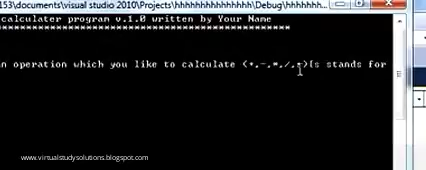 153\documents\visual studio 2010\Projects\hhhhhhhhhhhhhh\Debug\hhhhhhh...
calculater program v.1.0 written by Your Name
an operation which you like to calculate (+,-,*,/,s)[s stands for
www.virtualstudysolutions.blogspot.com